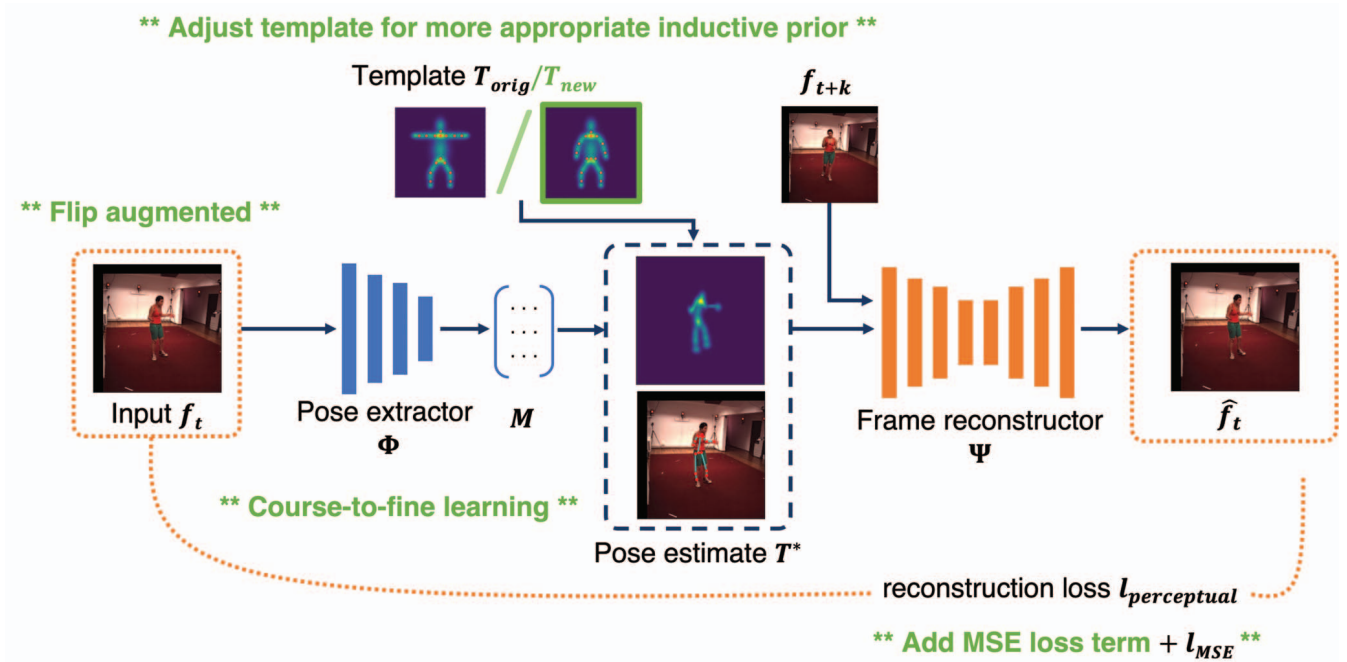 ** Adjust template for more appropriate inductive prior **
Template T_orig/T_new
f_{t+k}
** Flip augmented **
Input f_t
Pose extractor
Φ
( ... ... ... )
M
Pose estimate T*
Frame reconstructor
Ψ
f̂_t
** Course-to-fine learning **
reconstruction loss l_perceptual
** Add MSE loss term + l_MSE **